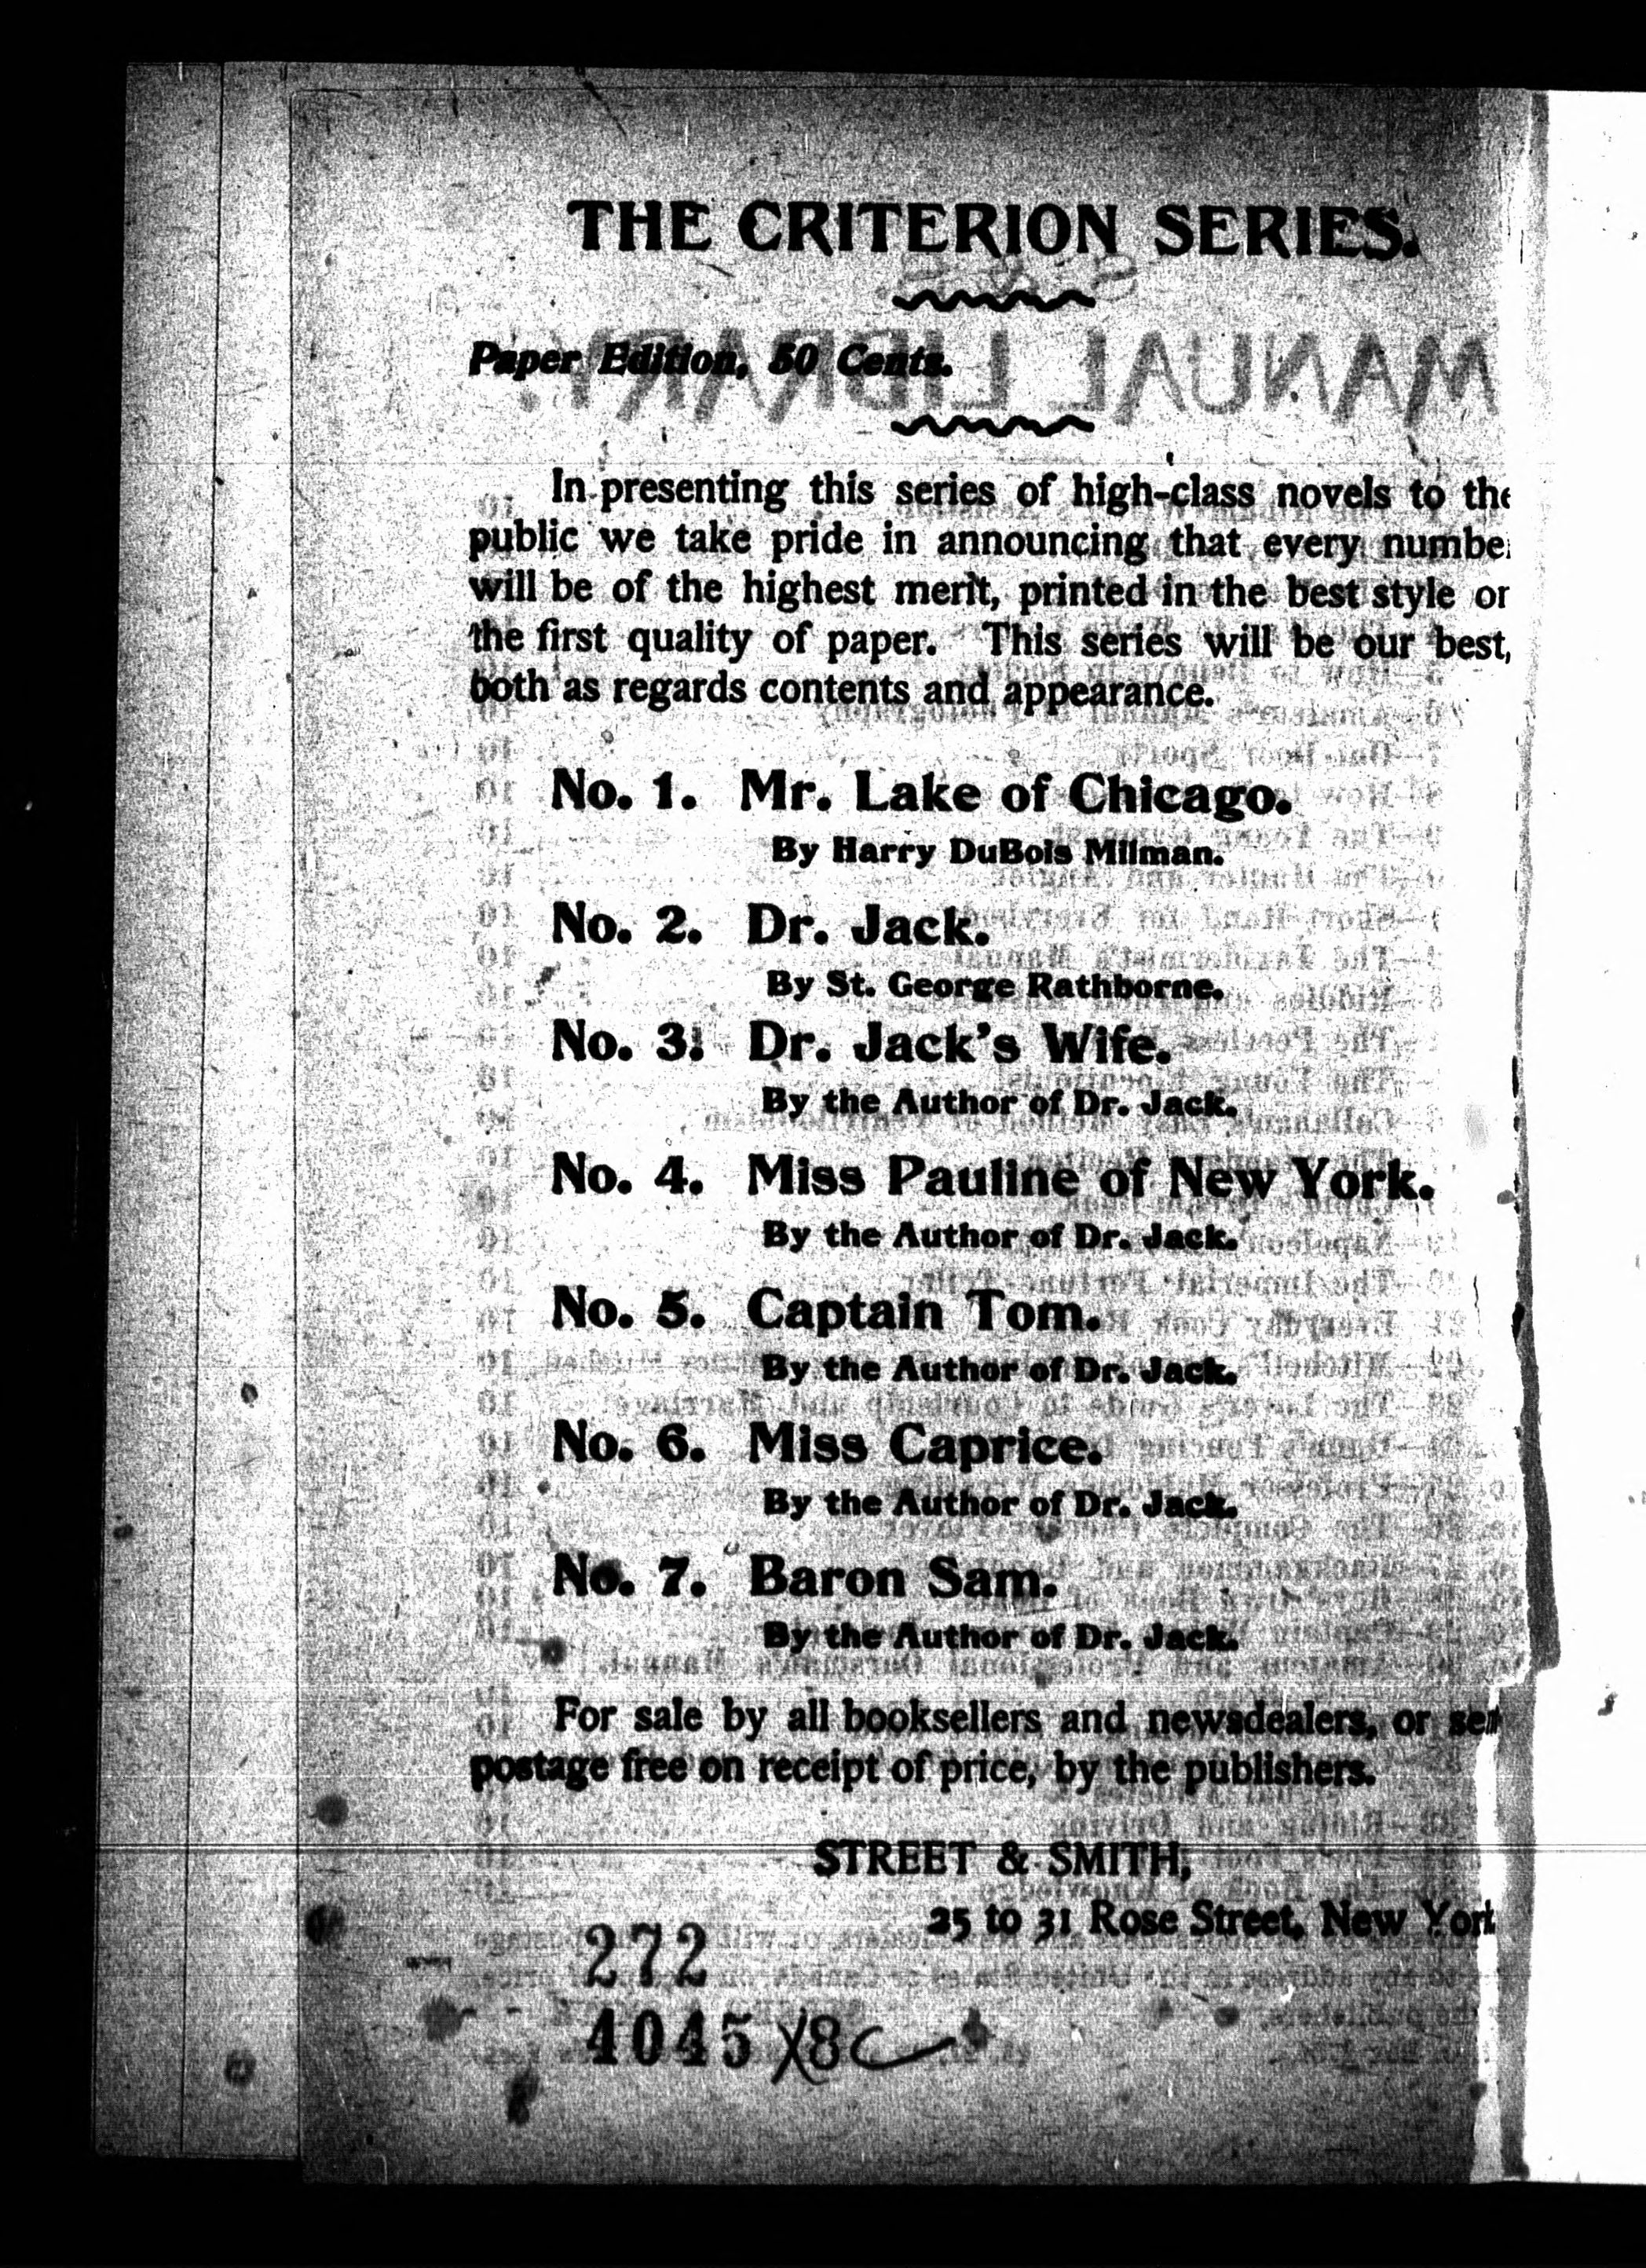 THE CRITERION SERIES.
Paper Edition, 50 Cents.
In presenting this series of high-class novels to the
public we take pride in announcing that every number
will be of the highest merit, printed in the best style on
the first quality of paper. This series will be our best,
both as regards contents and appearance.
No. 1. Mr. Lake of Chicago.
By Harry DuBois Milman.
No. 2. Dr. Jack.
By St. George Rathborne.
No. 3. Dr. Jack's Wife.
By the Author of Dr. Jack.
No. 4. Miss Pauline of New York.
By the Author of Dr. Jack.
No. 5. Captain Tom.
By the Author of Dr. Jack.
No. 6. Miss Caprice.
By the Author of Dr. Jack.
No. 7. Baron Sam.
By the Author of Dr. Jack.
For sale by all booksellers and newsdealers, or sent
postage free on receipt of price, by the publishers.
STREET & SMITH,
25 to 31 Rose Street, New York
272
4045